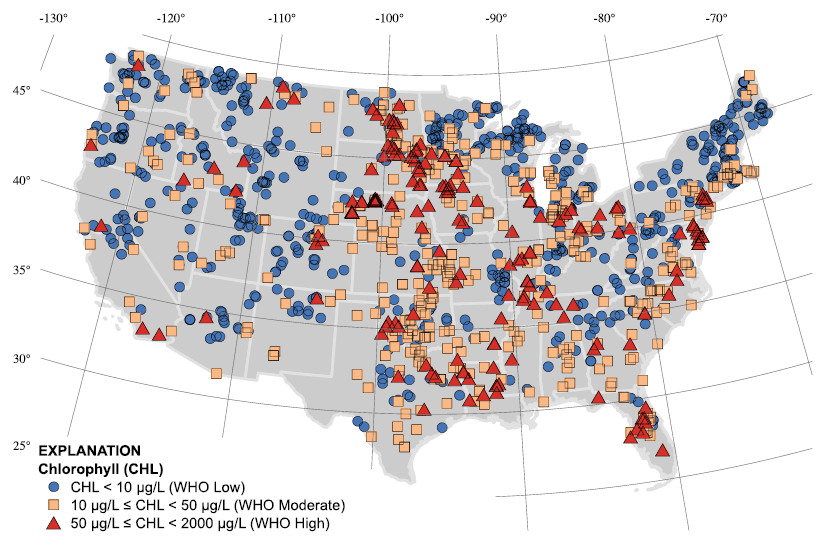 -130° -120° -110° -100° -90° -80° -70°
45°
40°
35°
30°
25°
EXPLANATION
Chlorophyll (CHL)
CHL < 10 µg/L (WHO Low)
10 µg/L ≤ CHL < 50 µg/L (WHO Moderate)
50 µg/L ≤ CHL < 2000 µg/L (WHO High)